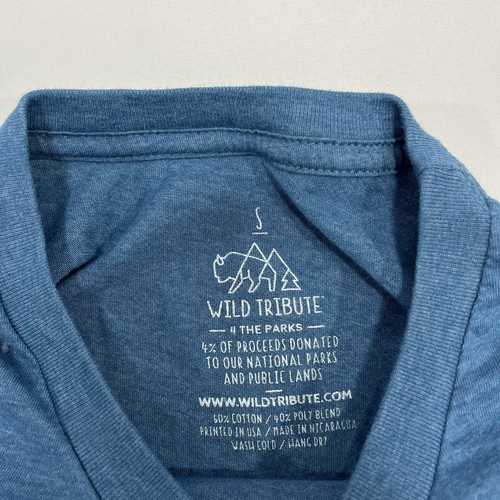 S
WILD TRIBUTE™
4 THE PARKS
4% OF PROCEEDS DONATED
TO OUR NATIONAL PARKS
AND PUBLIC LANDS
WWW.WILDTRIBUTE.COM
60% COTTON / 40% POLY BLEND
PRINTED IN USA / MADE IN NICARAGUA
WASH COLD / HANG DRY